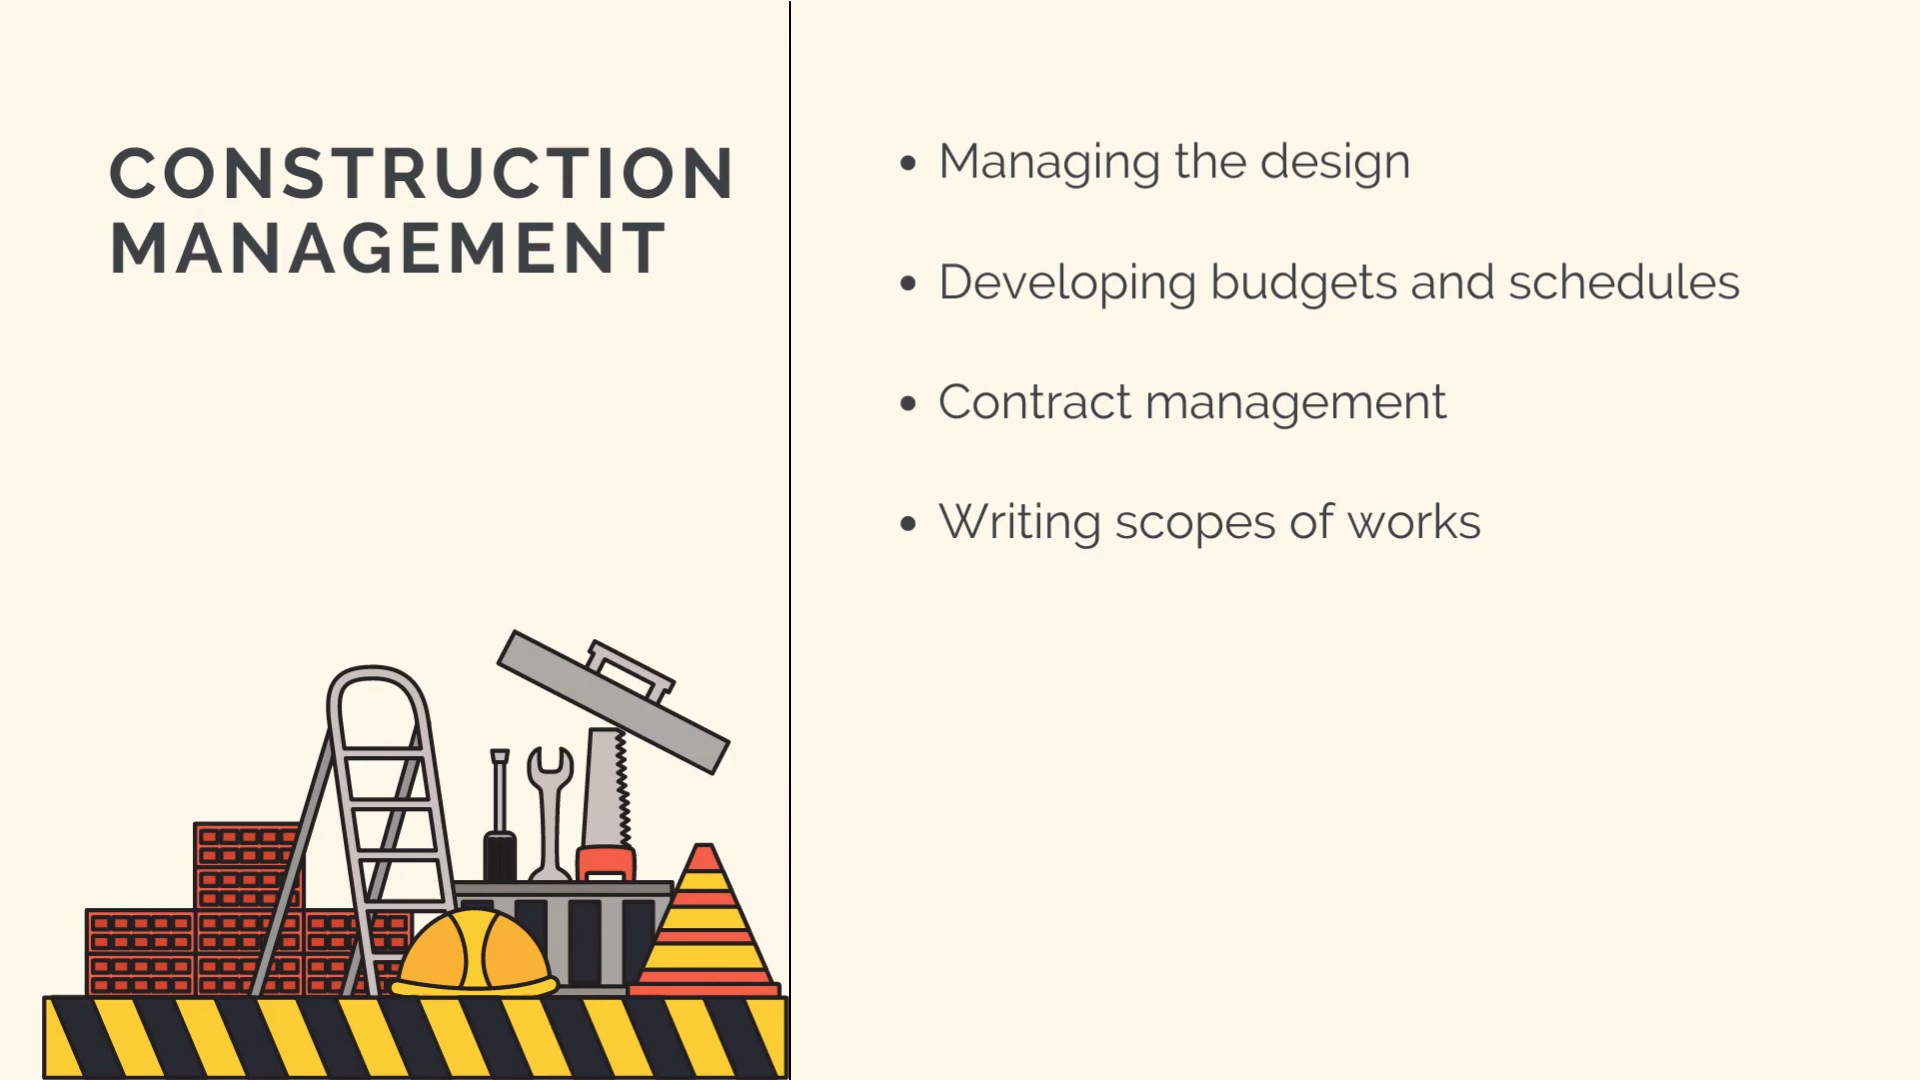 CONSTRUCTION
MANAGEMENT
• Managing the design
• Developing budgets and schedules
• Contract management
• Writing scopes of works